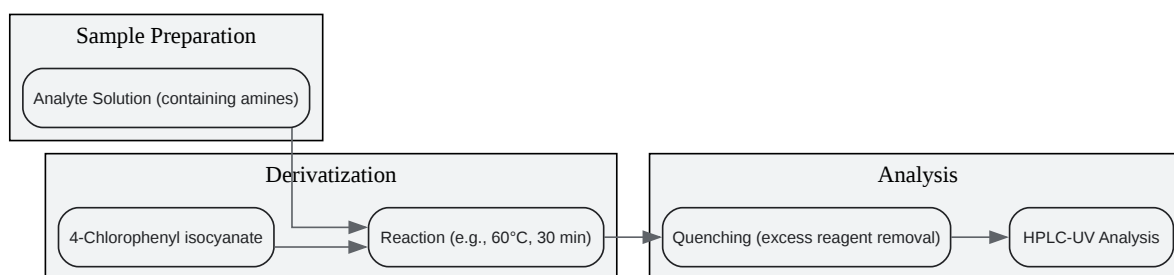 Sample Preparation
Analyte Solution (containing amines)
Derivatization
4-Chlorophenyl isocyanate
Reaction (e.g., 60°C, 30 min)
Analysis
Quenching (excess reagent removal)
HPLC-UV Analysis